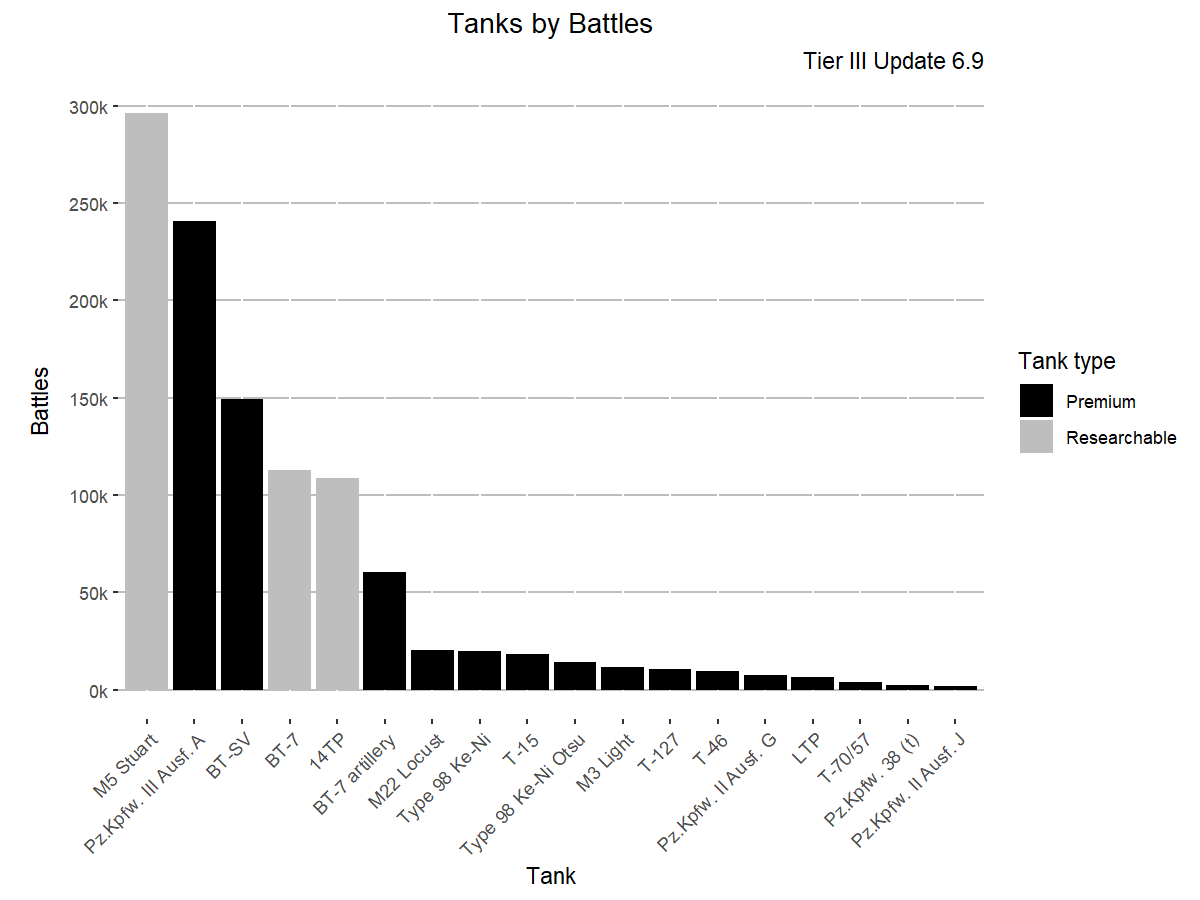 Tanks by Battles
Tier III Update 6.9
300k
250k
200k
150k
100k
50k
0k
Battles
M5 Stuart
Pz.Kpfw. III Ausf. A
BT-SV
BT-7
14TP
BT-7 artillery
M22 Locust
Type 98 Ke-Ni
T-15
Type 98 Ke-Ni Otsu
M3 Light
T-127
T-46
Pz.Kpfw. II Ausf. G
LTP
T-70/57
Pz.Kpfw. 38 (t)
Pz.Kpfw. II Ausf. J
Tank
Tank type
Premium
Researchable